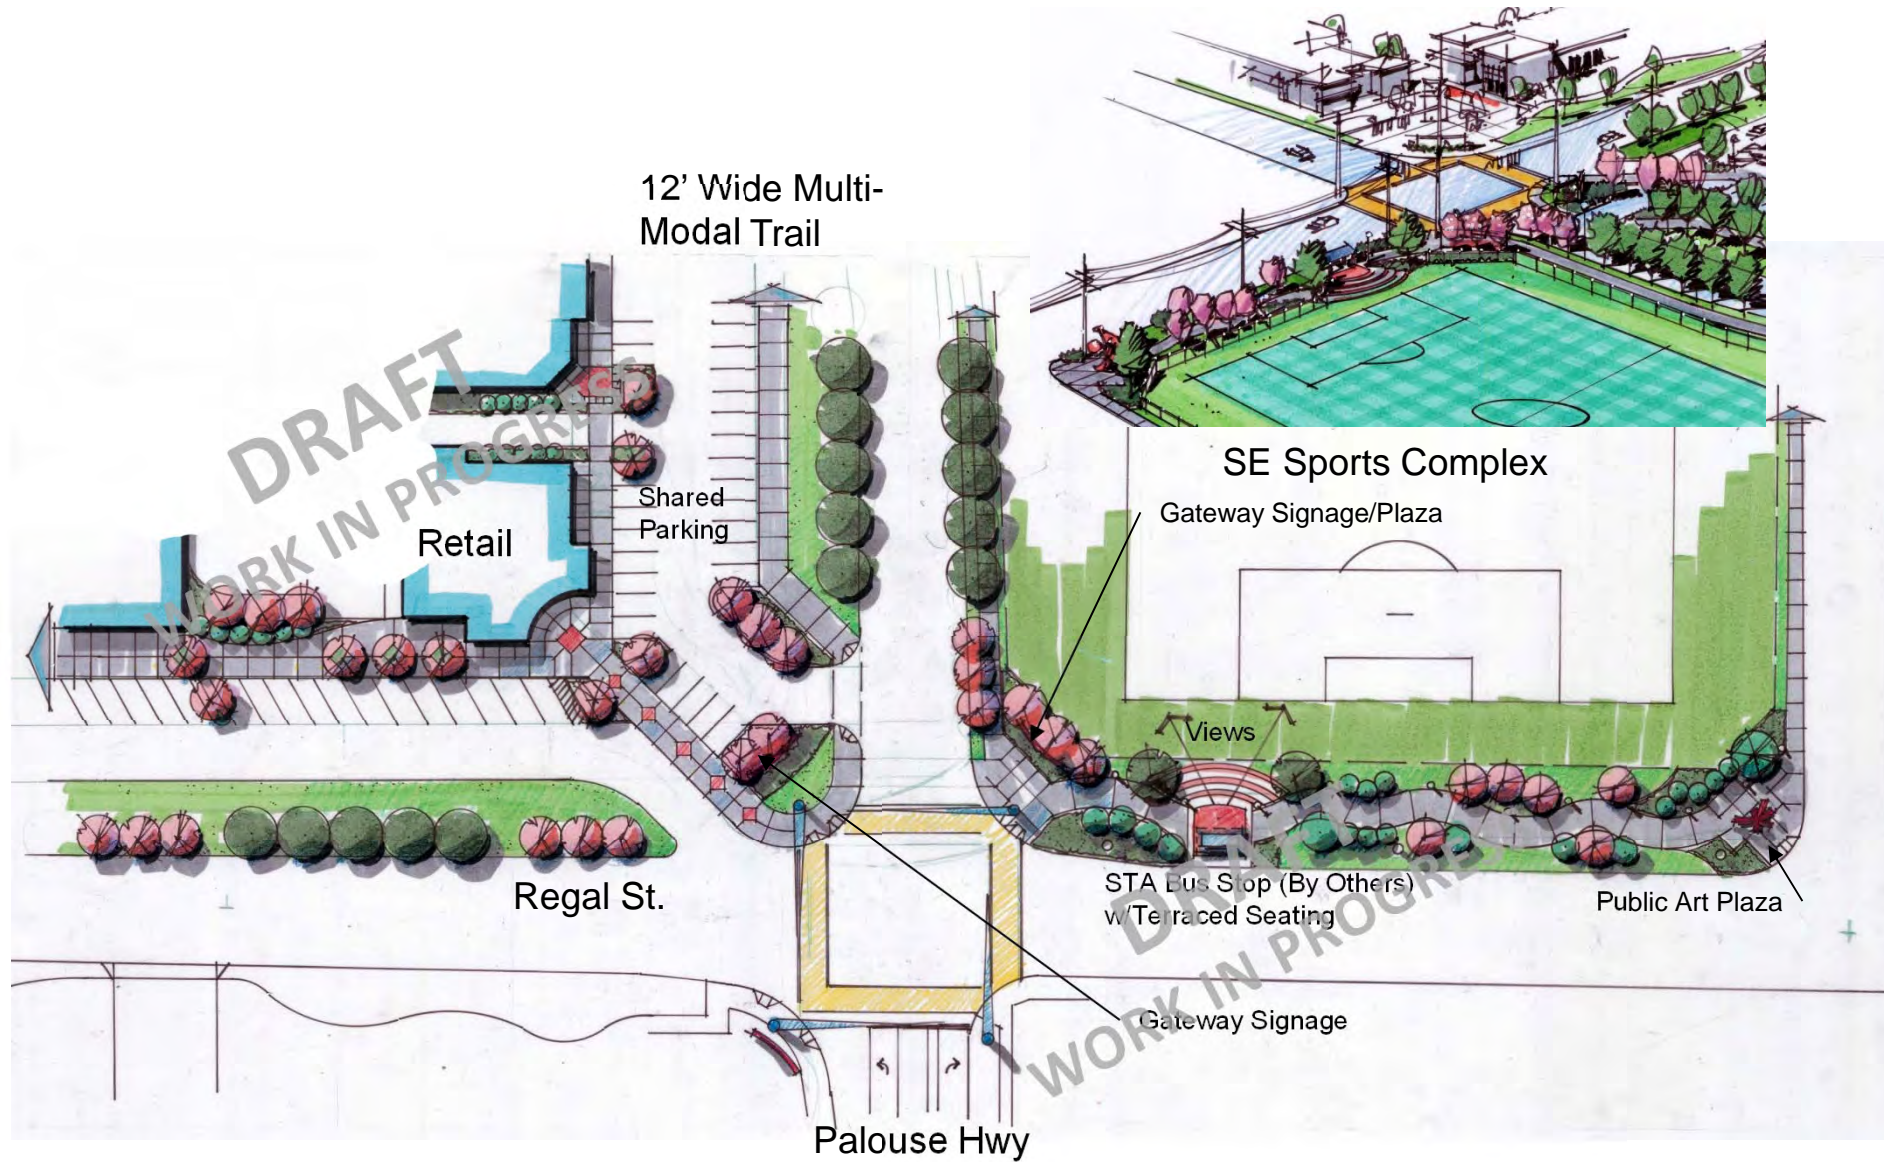 12' Wide Multi-
Modal Trail
DRAFT
WORK IN PROGRESS
SE Sports Complex
Gateway Signage/Plaza
Shared
Parking
Retail
Views
STA Bus Stop (By Others)
w/Terraced Seating
Public Art Plaza
Regal St.
DRAFT
WORK IN PROGRESS
Gateway Signage
Palouse Hwy